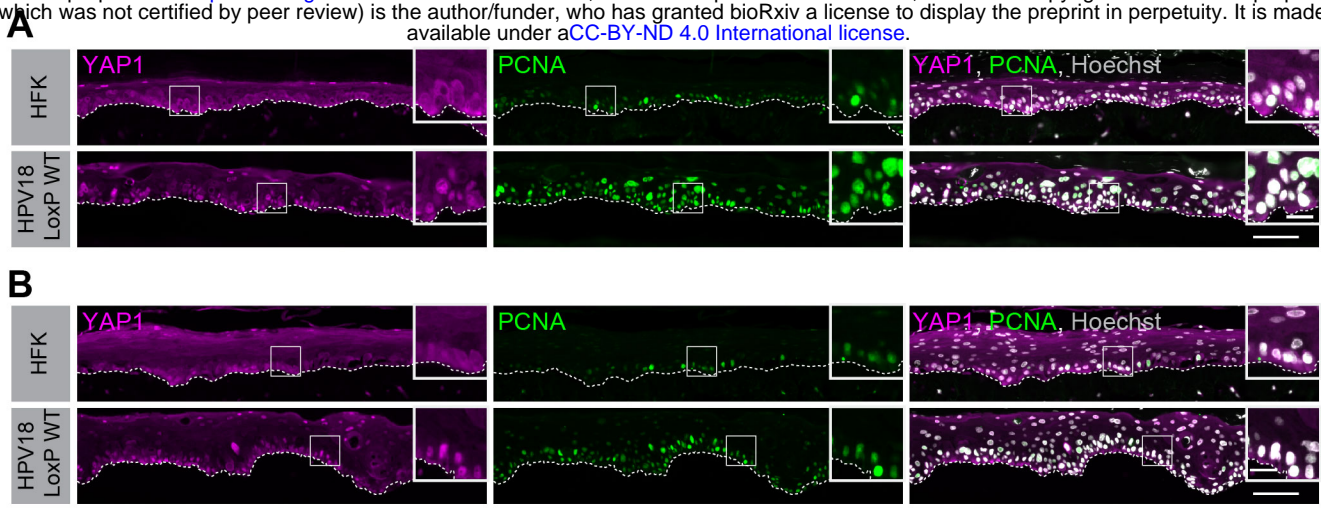 which was not certified by peer review) is the author/funder, who has granted bioRxiv a license to display the preprint in perpetuity. It is made
available under aCC-BY-ND 4.0 International license.
A
HFK
YAP1
PCNA
YAP1, PCNA, Hoechst
HPV18
LoxP WT
B
HFK
YAP1
PCNA
YAP1, PCNA, Hoechst
HPV18
LoxP WT